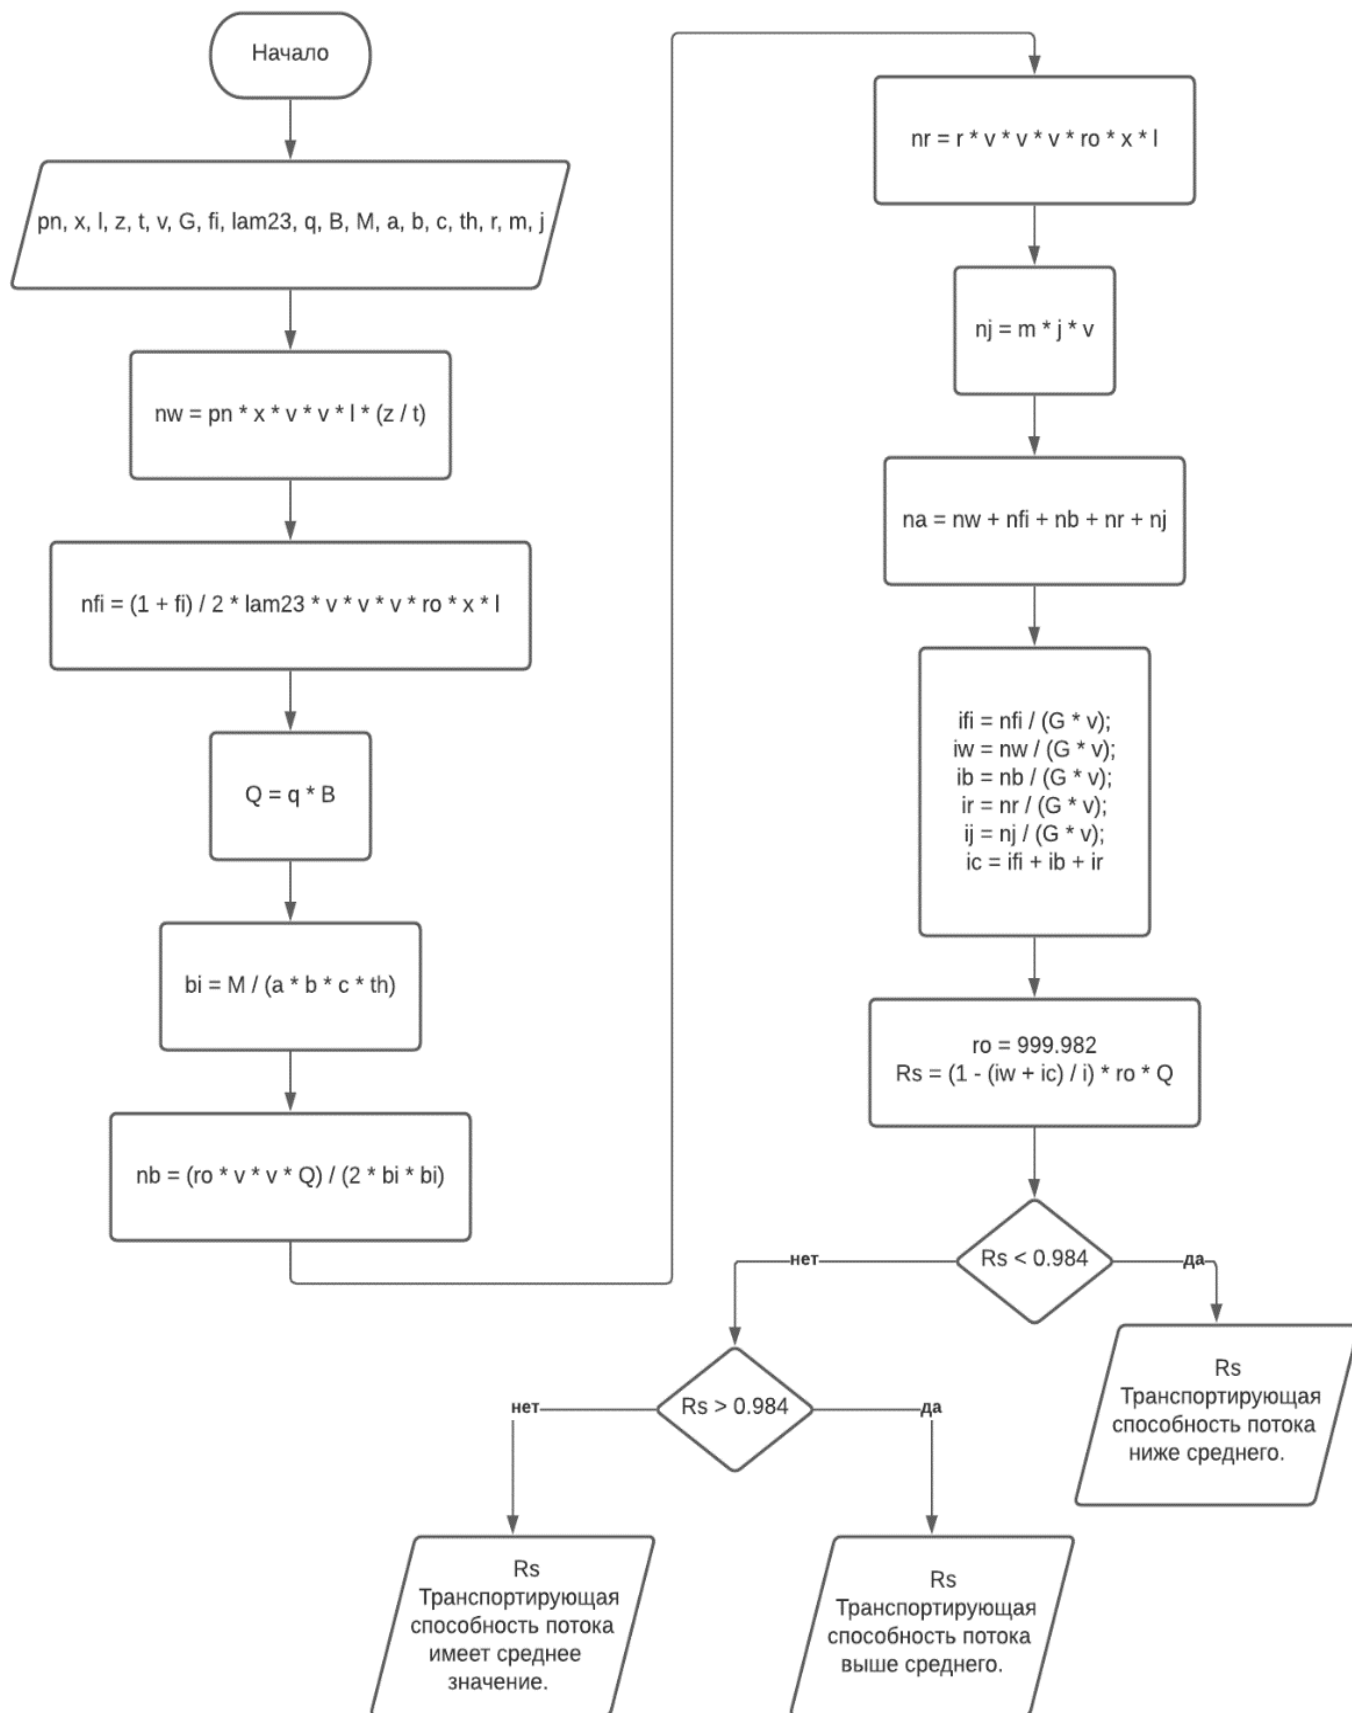 Начало
pn, x, l, z, t, v, G, fi, lam23, q, B, M, a, b, c, th, r, m, j
nw = pn * x * v * v * l * (z / t)
nfi = (1 + fi) / 2 * lam23 * v * v * v * ro * x * l
Q = q * B
bi = M / (a * b * c * th)
nb = (ro * v * v * Q) / (2 * bi * bi)
nr = r * v * v * v * ro * x * l
nj = m * j * v
na = nw + nfi + nb + nr + nj
ifi = nfi / (G * v);
iw = nw / (G * v);
ib = nb / (G * v);
ir = nr / (G * v);
ij = nj / (G * v);
ic = ifi + ib + ir
ro = 999.982
Rs = (1 - (iw + ic) / i) * ro * Q
Rs < 0.984
нет
да
Rs
Транспортирующая
способность потока
ниже среднего.
Rs > 0.984
нет
да
Rs
Транспортирующая
способность потока
имеет среднее
значение.
Rs
Транспортирующая
способность потока
выше среднего.